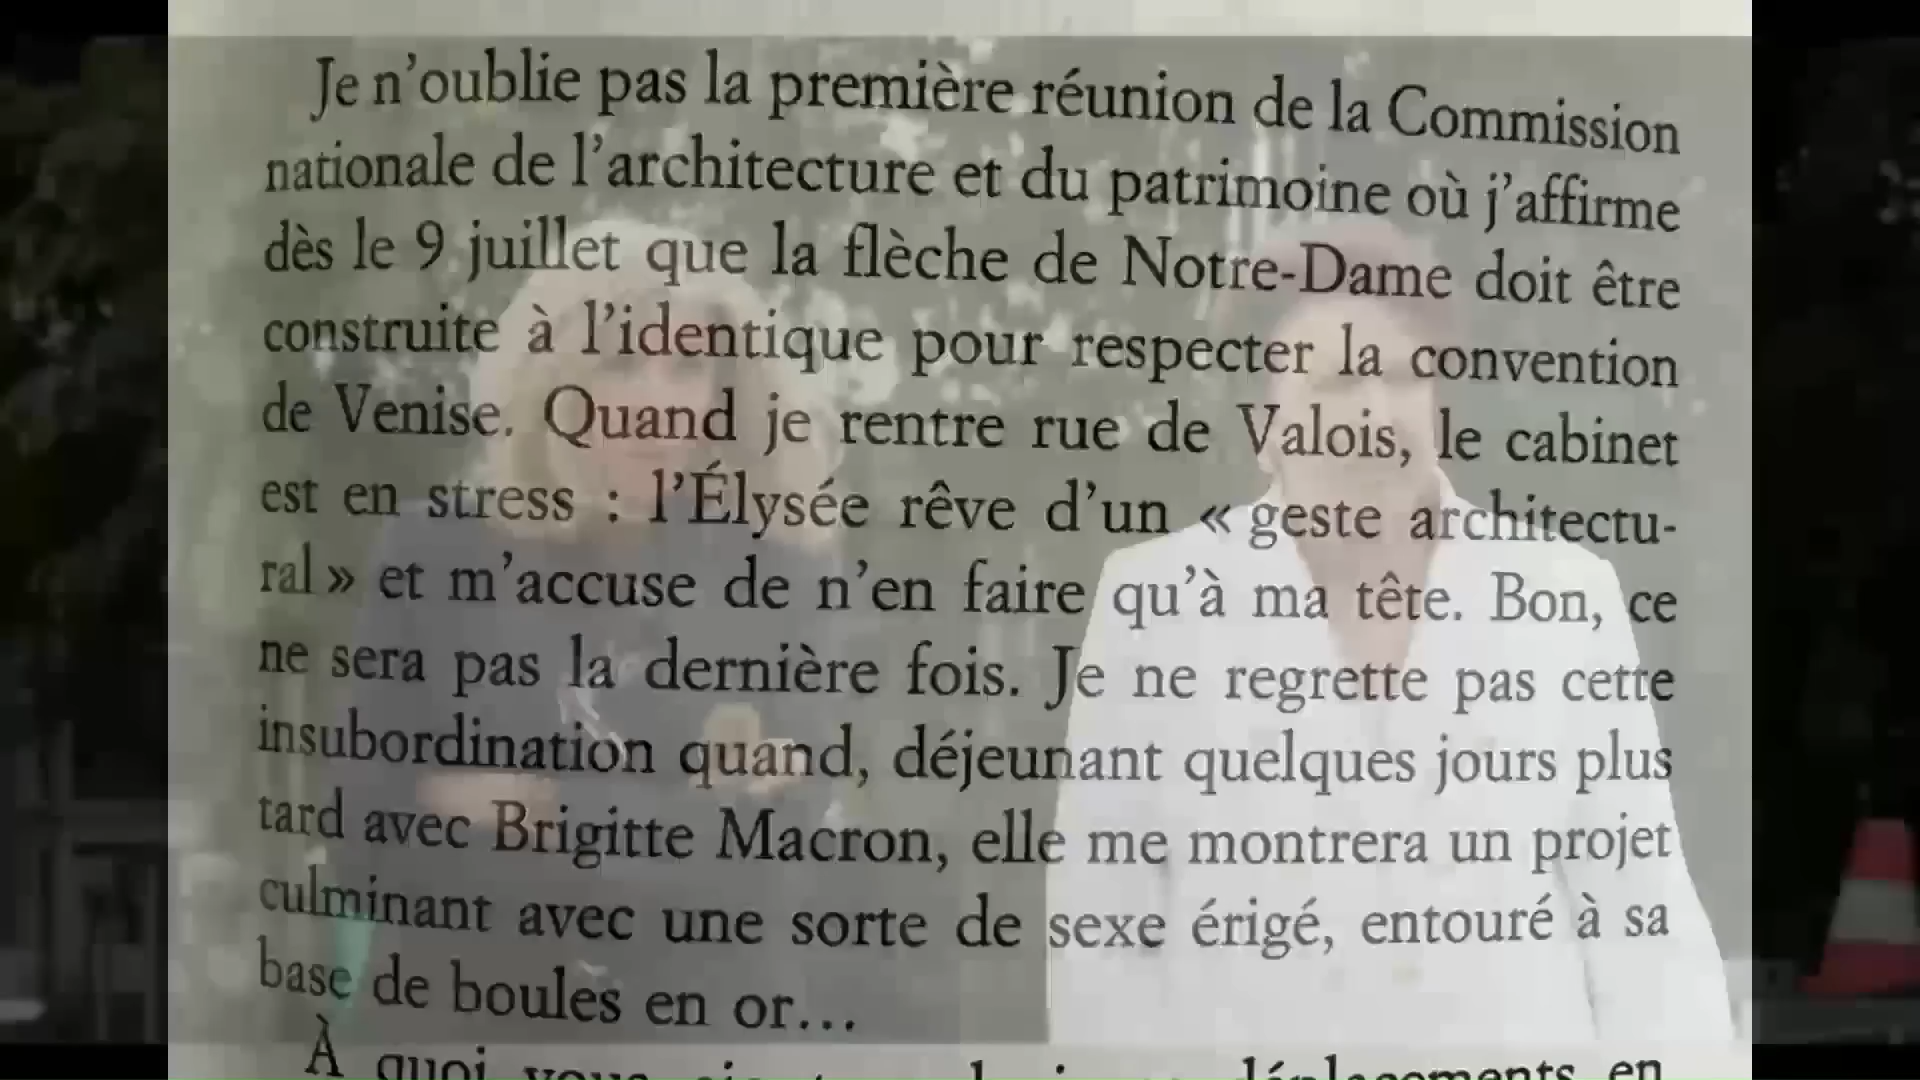 Je n'oublie pas la première réunion de la Commission
nationale de l'architecture et du patrimoine où j'affirme
dès le 9 juillet que la flèche de Notre-Dame doit être
construite à l'identique pour respecter la convention
de Venise. Quand je rentre rue de Valois, le cabinet
est en stress : l'Élysée rêve d'un « geste architectu-
ral » et m'accuse de n'en faire qu'à ma tête. Bon, ce
ne sera pas la dernière fois. Je ne regrette pas cette
insubordination quand, déjeunant quelques jours plus
tard avec Brigitte Macron, elle me montrera un projet
culminant avec une sorte de sexe érigé, entouré à sa
base de boules en or...
À quoi vous en